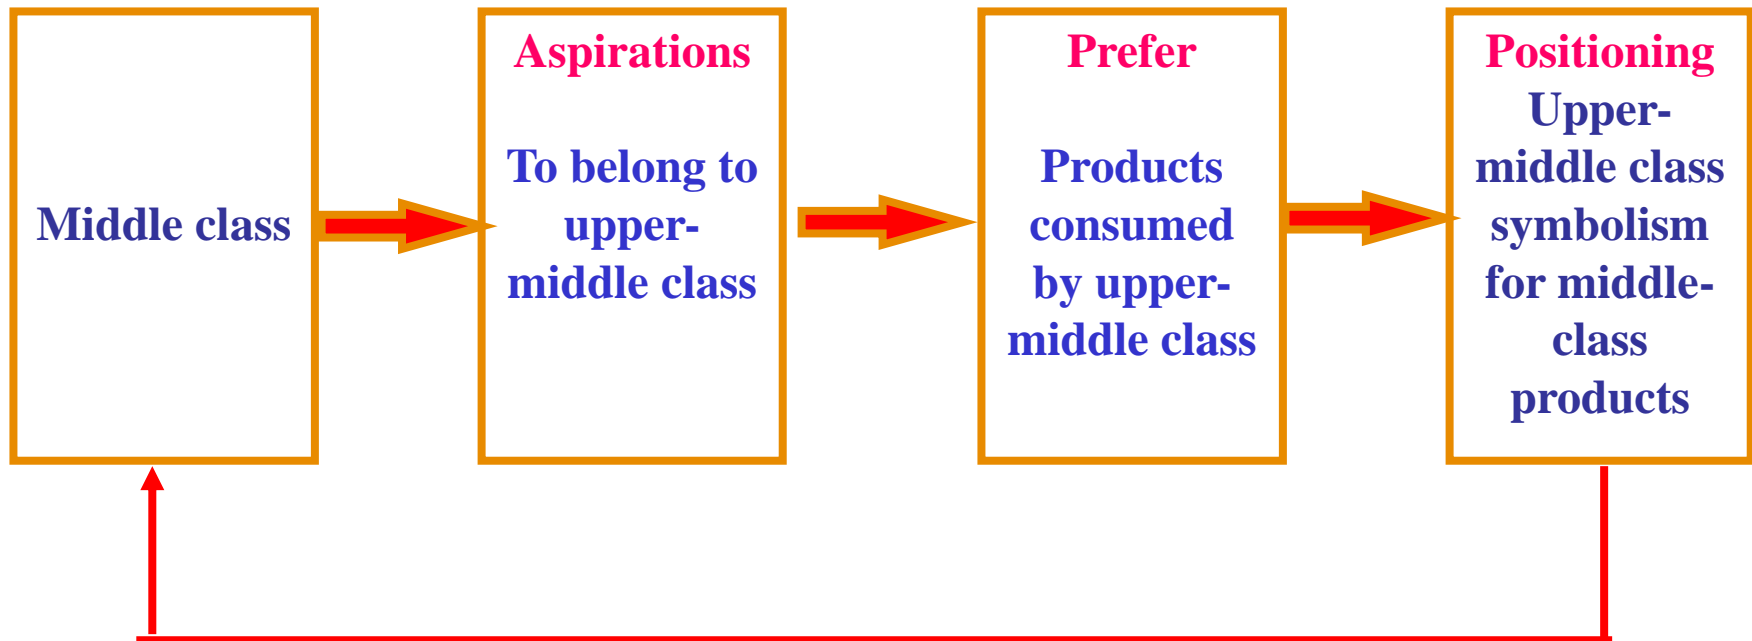 Middle class
Aspirations
To belong to
upper-
middle class
Prefer
Products
consumed
by upper-
middle class
Positioning
Upper-
middle class
symbolism
for middle-
class
products